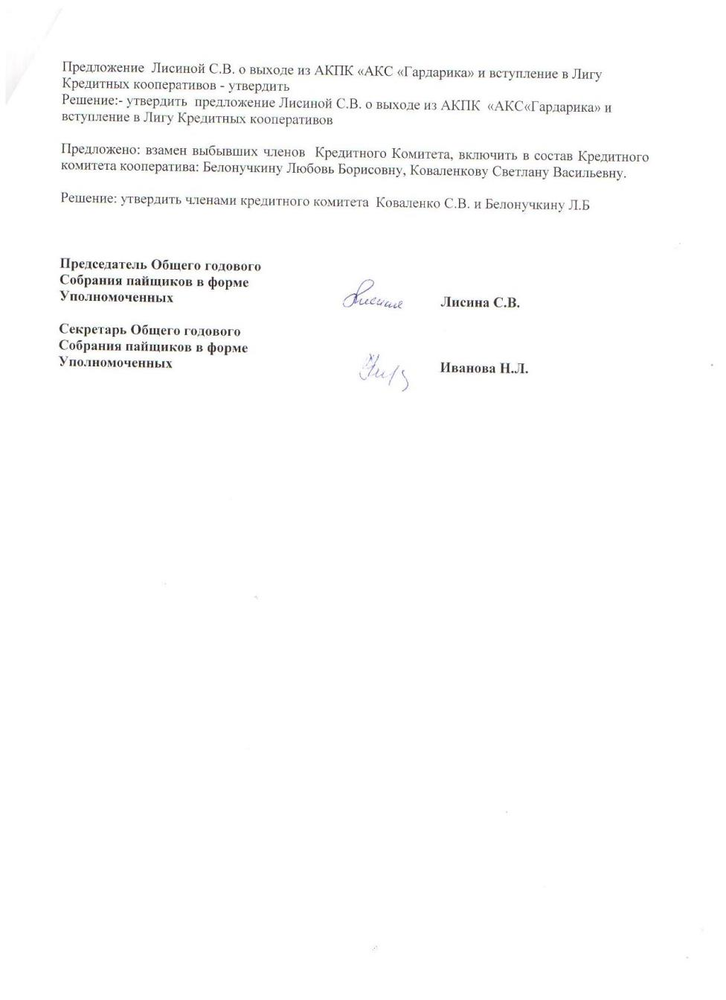 Предложение Лисиной С.В. о выходе из АКПК «АКС «Гардарика» и вступление в Лигу
Кредитных кооперативов - утвердить
Решение:- утвердить предложение Лисиной С.В. о выходе из АКПК «АКС«Гардарика» и
вступление в Лигу Кредитных кооперативов
Предложено: взамен выбывших членов Кредитного Комитета, включить в состав Кредитного
комитета кооператива: Белонучкину Любовь Борисовну, Коваленкову Светлану Васильевну.
Решение: утвердить членами кредитного комитета Коваленко С.В. и Белонучкину Л.Б
Председатель Общего годового
Собрания пайщиков в форме
Уполномоченных Лисина С.В.
Секретарь Общего годового
Собрания пайщиков в форме
Уполномоченных Иванова Н.Л.